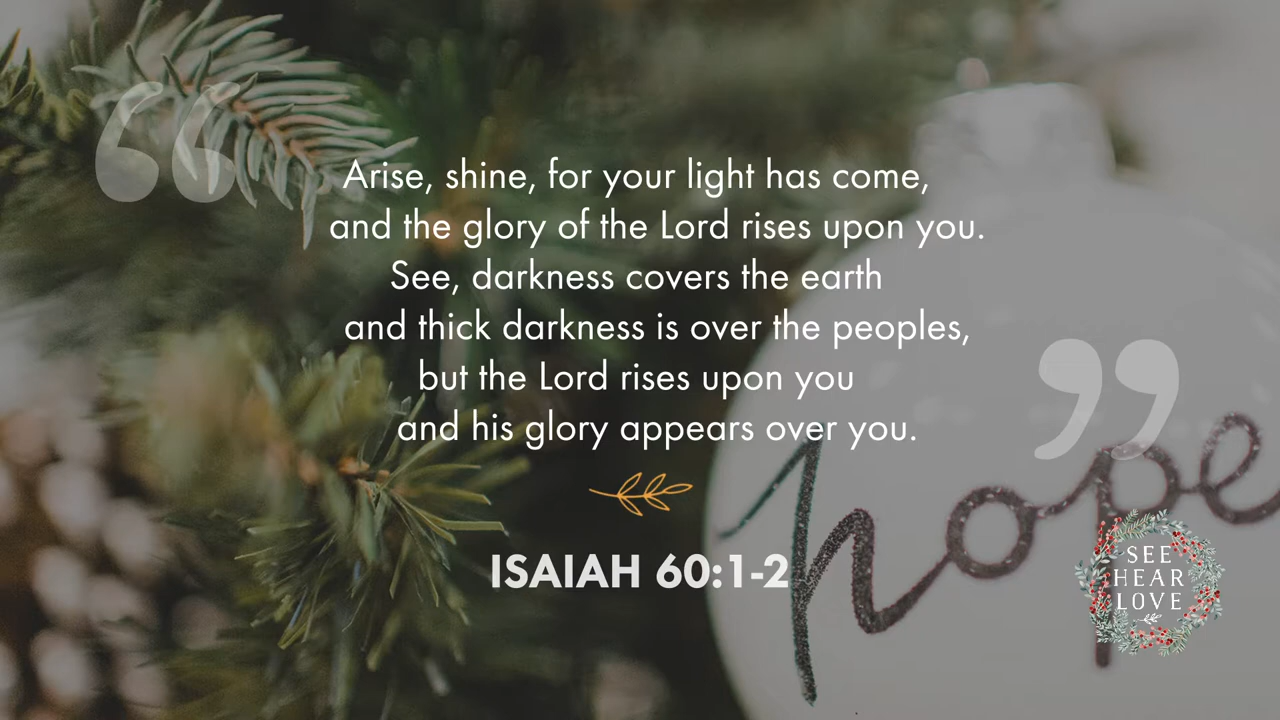 “
Arise, shine, for your light has come,
and the glory of the Lord rises upon you.
See, darkness covers the earth
and thick darkness is over the peoples,
but the Lord rises upon you
and his glory appears over you.
”
ISAIAH 60:1-2
hope
SEE
HEAR
LOVE